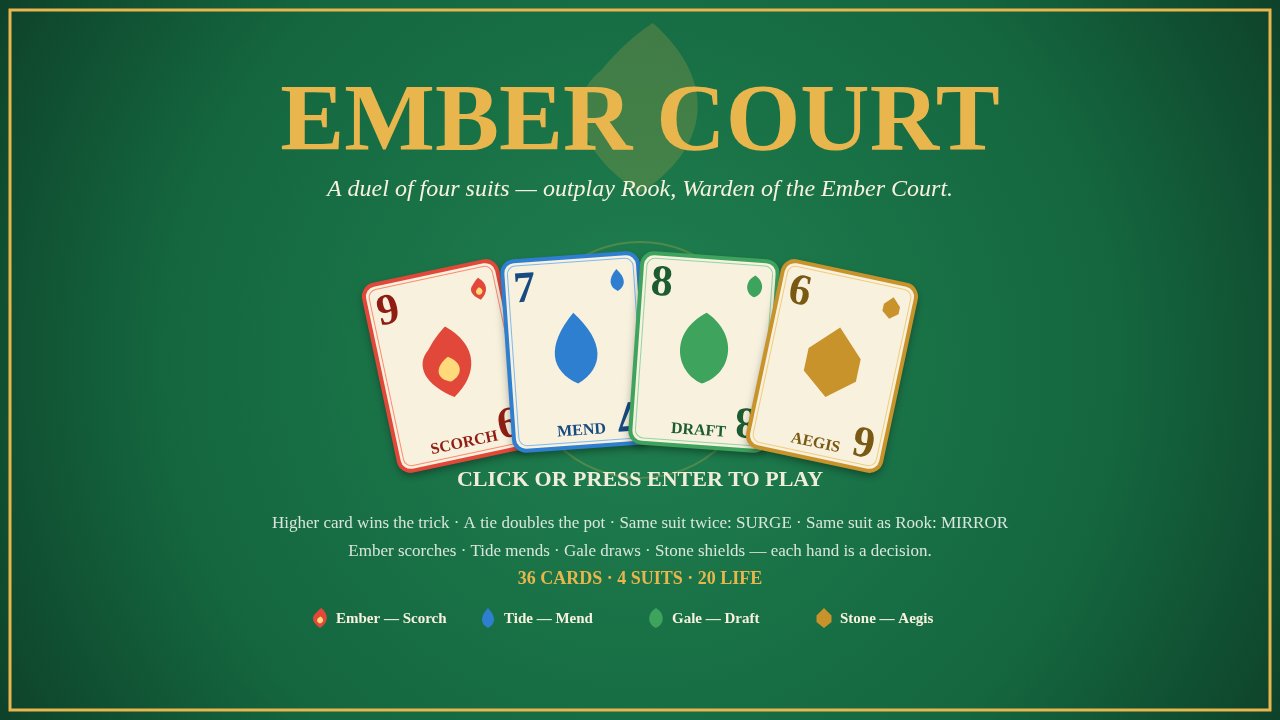 EMBER COURT
A duel of four suits — outplay Rook, Warden of the Ember Court.
9
SCORCH
9
7
MEND
7
8
DRAFT
8
6
AEGIS
6
CLICK OR PRESS ENTER TO PLAY
Higher card wins the trick · A tie doubles the pot · Same suit twice: SURGE · Same suit as Rook: MIRROR
Ember scorches · Tide mends · Gale draws · Stone shields — each hand is a decision.
36 CARDS · 4 SUITS · 20 LIFE
Ember — Scorch
Tide — Mend
Gale — Draft
Stone — Aegis